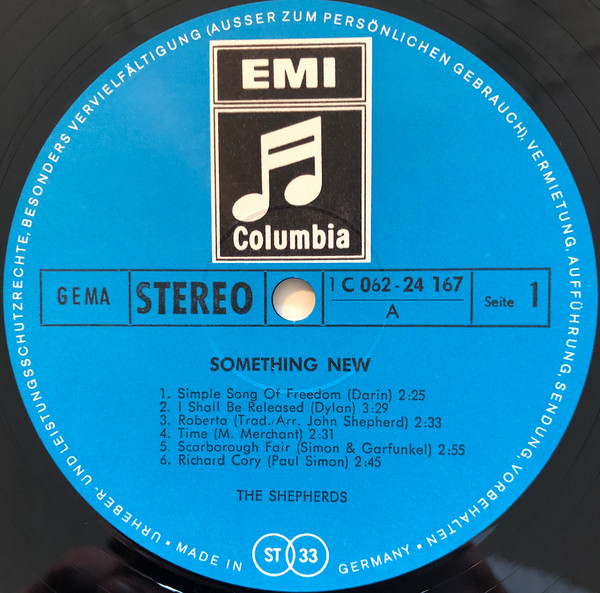 URHEBER- UND LEISTUNGSSCHUTZRECHTE, BESONDERS VERVIELFÄLTIGUNG (AUSSER ZUM PERSÖNLICHEN GEBRAUCH), VERMIETUNG, AUFFÜHRUNG, SENDUNG, VORBEHALTEN
EMI
Columbia
GEMA
STEREO
1 C 062-24 167
A
Seite 1
SOMETHING NEW
1. Simple Song Of Freedom (Darin) 2:25
2. I Shall Be Released (Dylan) 3:29
3. Roberta (Trad./Arr. John Shepherd) 2:33
4. Time (M. Merchant) 2:31
5. Scarborough Fair (Simon & Garfunkel) 2:55
6. Richard Cory (Paul Simon) 2:45
THE SHEPHERDS
• MADE IN ST 33 GERMANY •